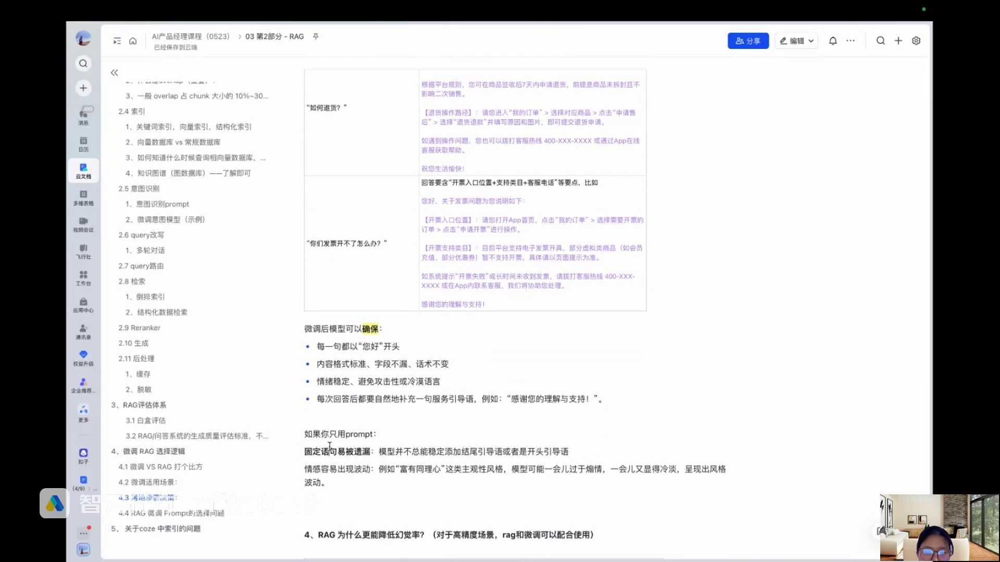 AI产品经理课程（0523） > 03 第2部分 - RAG
已经保存到云端
分享
编辑
400
消息
日历
云文档
多维表格
视频会议
飞行社
工作台
应用中心
通讯录
权益升级
企业推荐...
更多
扣子
(4/9) : ...
3、一般 overlap 占 chunk 大小的 10%~30...
2.4 索引
1、关键词索引，向量索引，结构化索引
2、向量数据库 vs 常规数据库
3、如何知道什么时候查询相向量数据库，...
4、知识图谱（图数据库）——了解即可
2.5 意图识别
1、意图识别prompt
2、微调意图模型（示例）
2.6 query改写
1、多轮对话
2.7 query路由
2.8 检索
1、倒排索引
2、结构化数据检索
2.9 Reranker
2.10 生成
2.11 后处理
1、缓存
2、脱敏
3、RAG评估体系
3.1 白盒评估
3.2 RAG/问答系统的生成质量评估标准，不...
4、微调 RAG 选择逻辑
4.1 微调 VS RAG 打个比方
4.2 微调适用场景：
4.3 落地步骤决策：
4.4 RAG 微调 Prompt的选择问题
5、 关于coze 中索引的问题
“如何退货？”
根据平台规则，您可在商品签收后7天内申请退货，前提是商品未拆封且不
影响二次销售。
【退货操作路径】：请您进入“我的订单” > 选择对应商品 > 点击“申请售
后” > 选择“退货退款”并填写原因和图片，即可提交退货申请。
如遇到操作问题，您也可以拨打客服热线 400-XXX-XXXX 或通过App在线
客服获取帮助。
祝您生活愉快！
“你们发票开不了怎么办？”
回答要含“开票入口位置+支持类目+客服电话”等要点，比如
您好，关于发票问题为您说明如下：
【开票入口位置】：请您打开App首页，点击“我的订单” > 选择需要开票的
订单 > 点击“申请开票”进行操作。
【开票支持类目】：目前平台支持电子发票开具，部分虚拟类商品（如会员
充值、部分优惠券）暂不支持开票，具体请以页面提示为准。
如系统提示“开票失败”或长时间未收到发票，请拨打客服热线 400-XXX-
XXXX 或在App内联系客服，我们将协助您处理。
感谢您的理解与支持！
微调后模型可以确保：
• 每一句都以“您好”开头
• 内容格式标准、字段不漏、话术不变
• 情绪稳定、避免攻击性或冷漠语言
• 每次回答后都要自然地补充一句服务引导语，例如：“感谢您的理解与支持！”。
如果你只用prompt：
固定语句易被遗漏：模型并不总能稳定添加结尾引导语或者是开头引导语
情感容易出现波动：例如“富有同理心”这类主观性风格，模型可能一会儿过于煽情，一会儿又显得冷淡，呈现出风格
波动。
4、RAG 为什么更能降低幻觉率？（对于高精度场景，rag和微调可以配合使用）